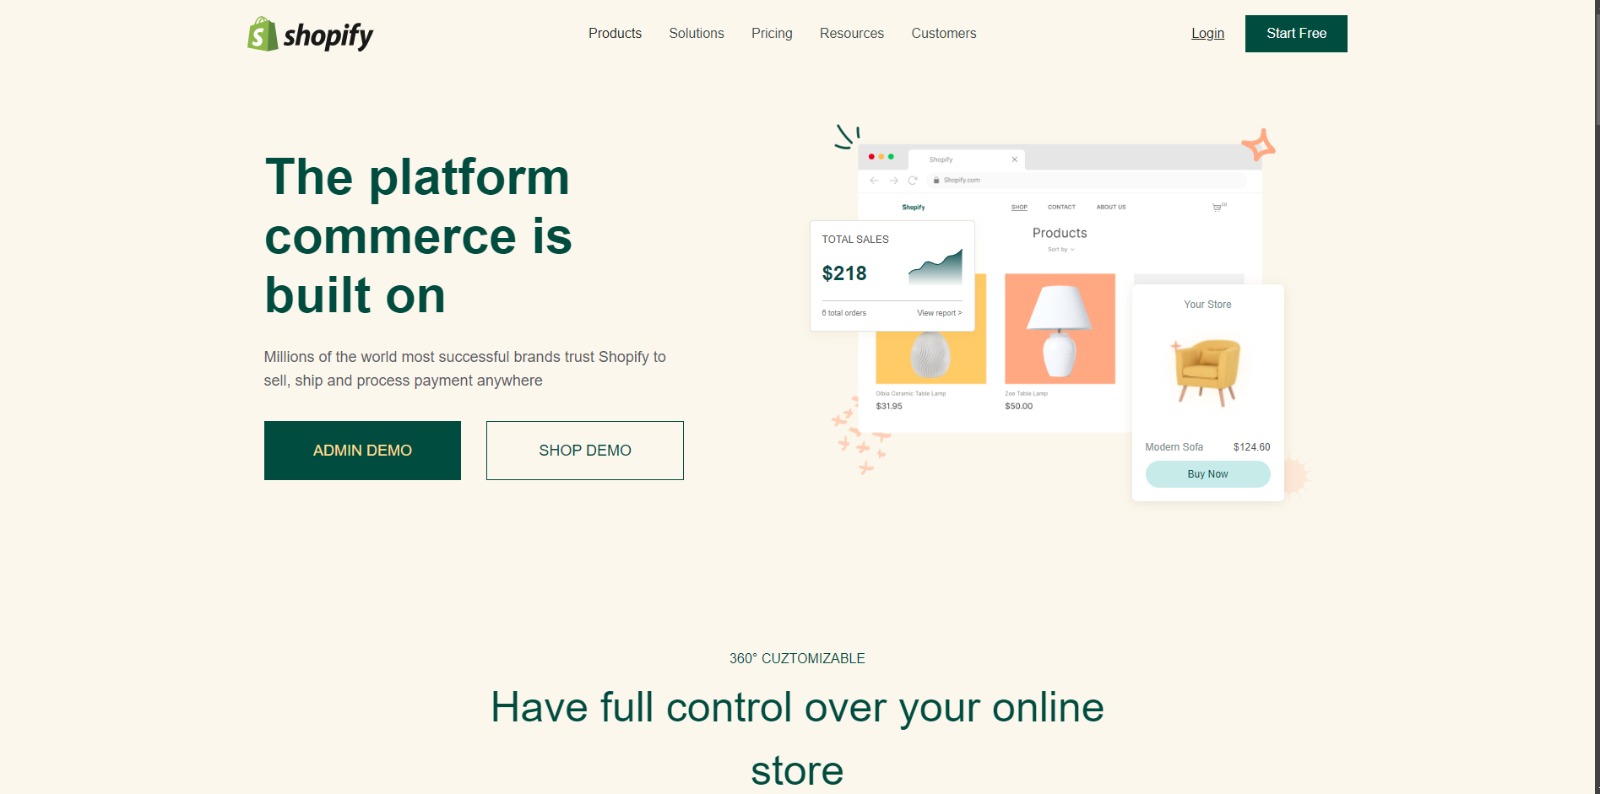 shopify
Products
Solutions
Pricing
Resources
Customers
Login
Start Free
The platform
commerce is
built on
Millions of the world most successful brands trust Shopify to
sell, ship and process payment anywhere
ADMIN DEMO
SHOP DEMO
Shopify
Shopify.com
Shopify
SHOP
CONTACT
ABOUT US
Products
Sort by
TOTAL SALES
$218
6 total orders
View report >
Olbia Ceramic Table Lamp
$31.95
Zoe Table Lamp
$50.00
Your Store
Modern Sofa
$124.60
Buy Now
360° CUZTOMIZABLE
Have full control over your online
store